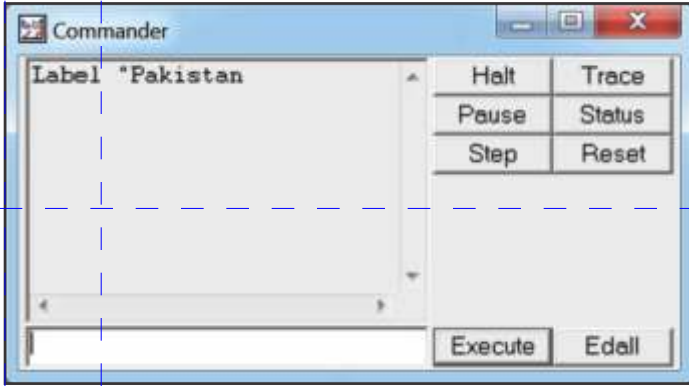 Commander
Label "Pakistan
Halt Trace
Pause Status
Step Reset
Execute Edall